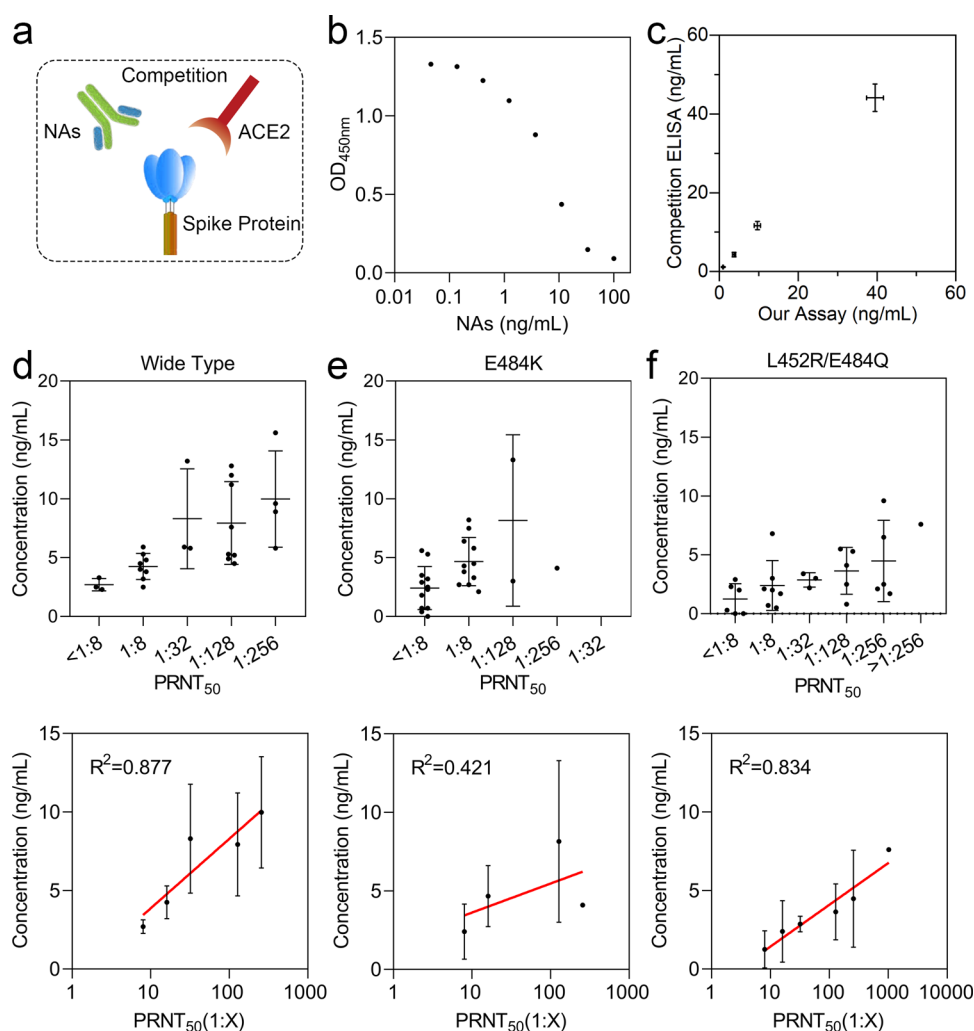 a
Competition
NAs
ACE2
Spike Protein
b
1.5
1.0
0.5
0.0
OD450nm
0.01 0.1 1 10 100
NAs (ng/mL)
c
60
40
20
0
Competition ELISA (ng/mL)
0 20 40 60
Our Assay (ng/mL)
d
Wide Type
20
15
10
5
0
Concentration (ng/mL)
<1:8 1:8 1:32 1:128 1:256
PRNT50
e
E484K
20
15
10
5
0
Concentration (ng/mL)
<1:8 1:8 1:128 1:256 1:32
PRNT50
f
L452R/E484Q
20
15
10
5
0
Concentration (ng/mL)
<1:8 1:8 1:32 1:128 1:256 >1:256
PRNT50
15
10
5
0
Concentration (ng/mL)
R2=0.877
1 10 100 1000
PRNT50(1:X)
15
10
5
0
Concentration (ng/mL)
R2=0.421
1 10 100 1000
PRNT50(1:X)
15
10
5
0
Concentration (ng/mL)
R2=0.834
1 10 100 1000 10000
PRNT50(1:X)